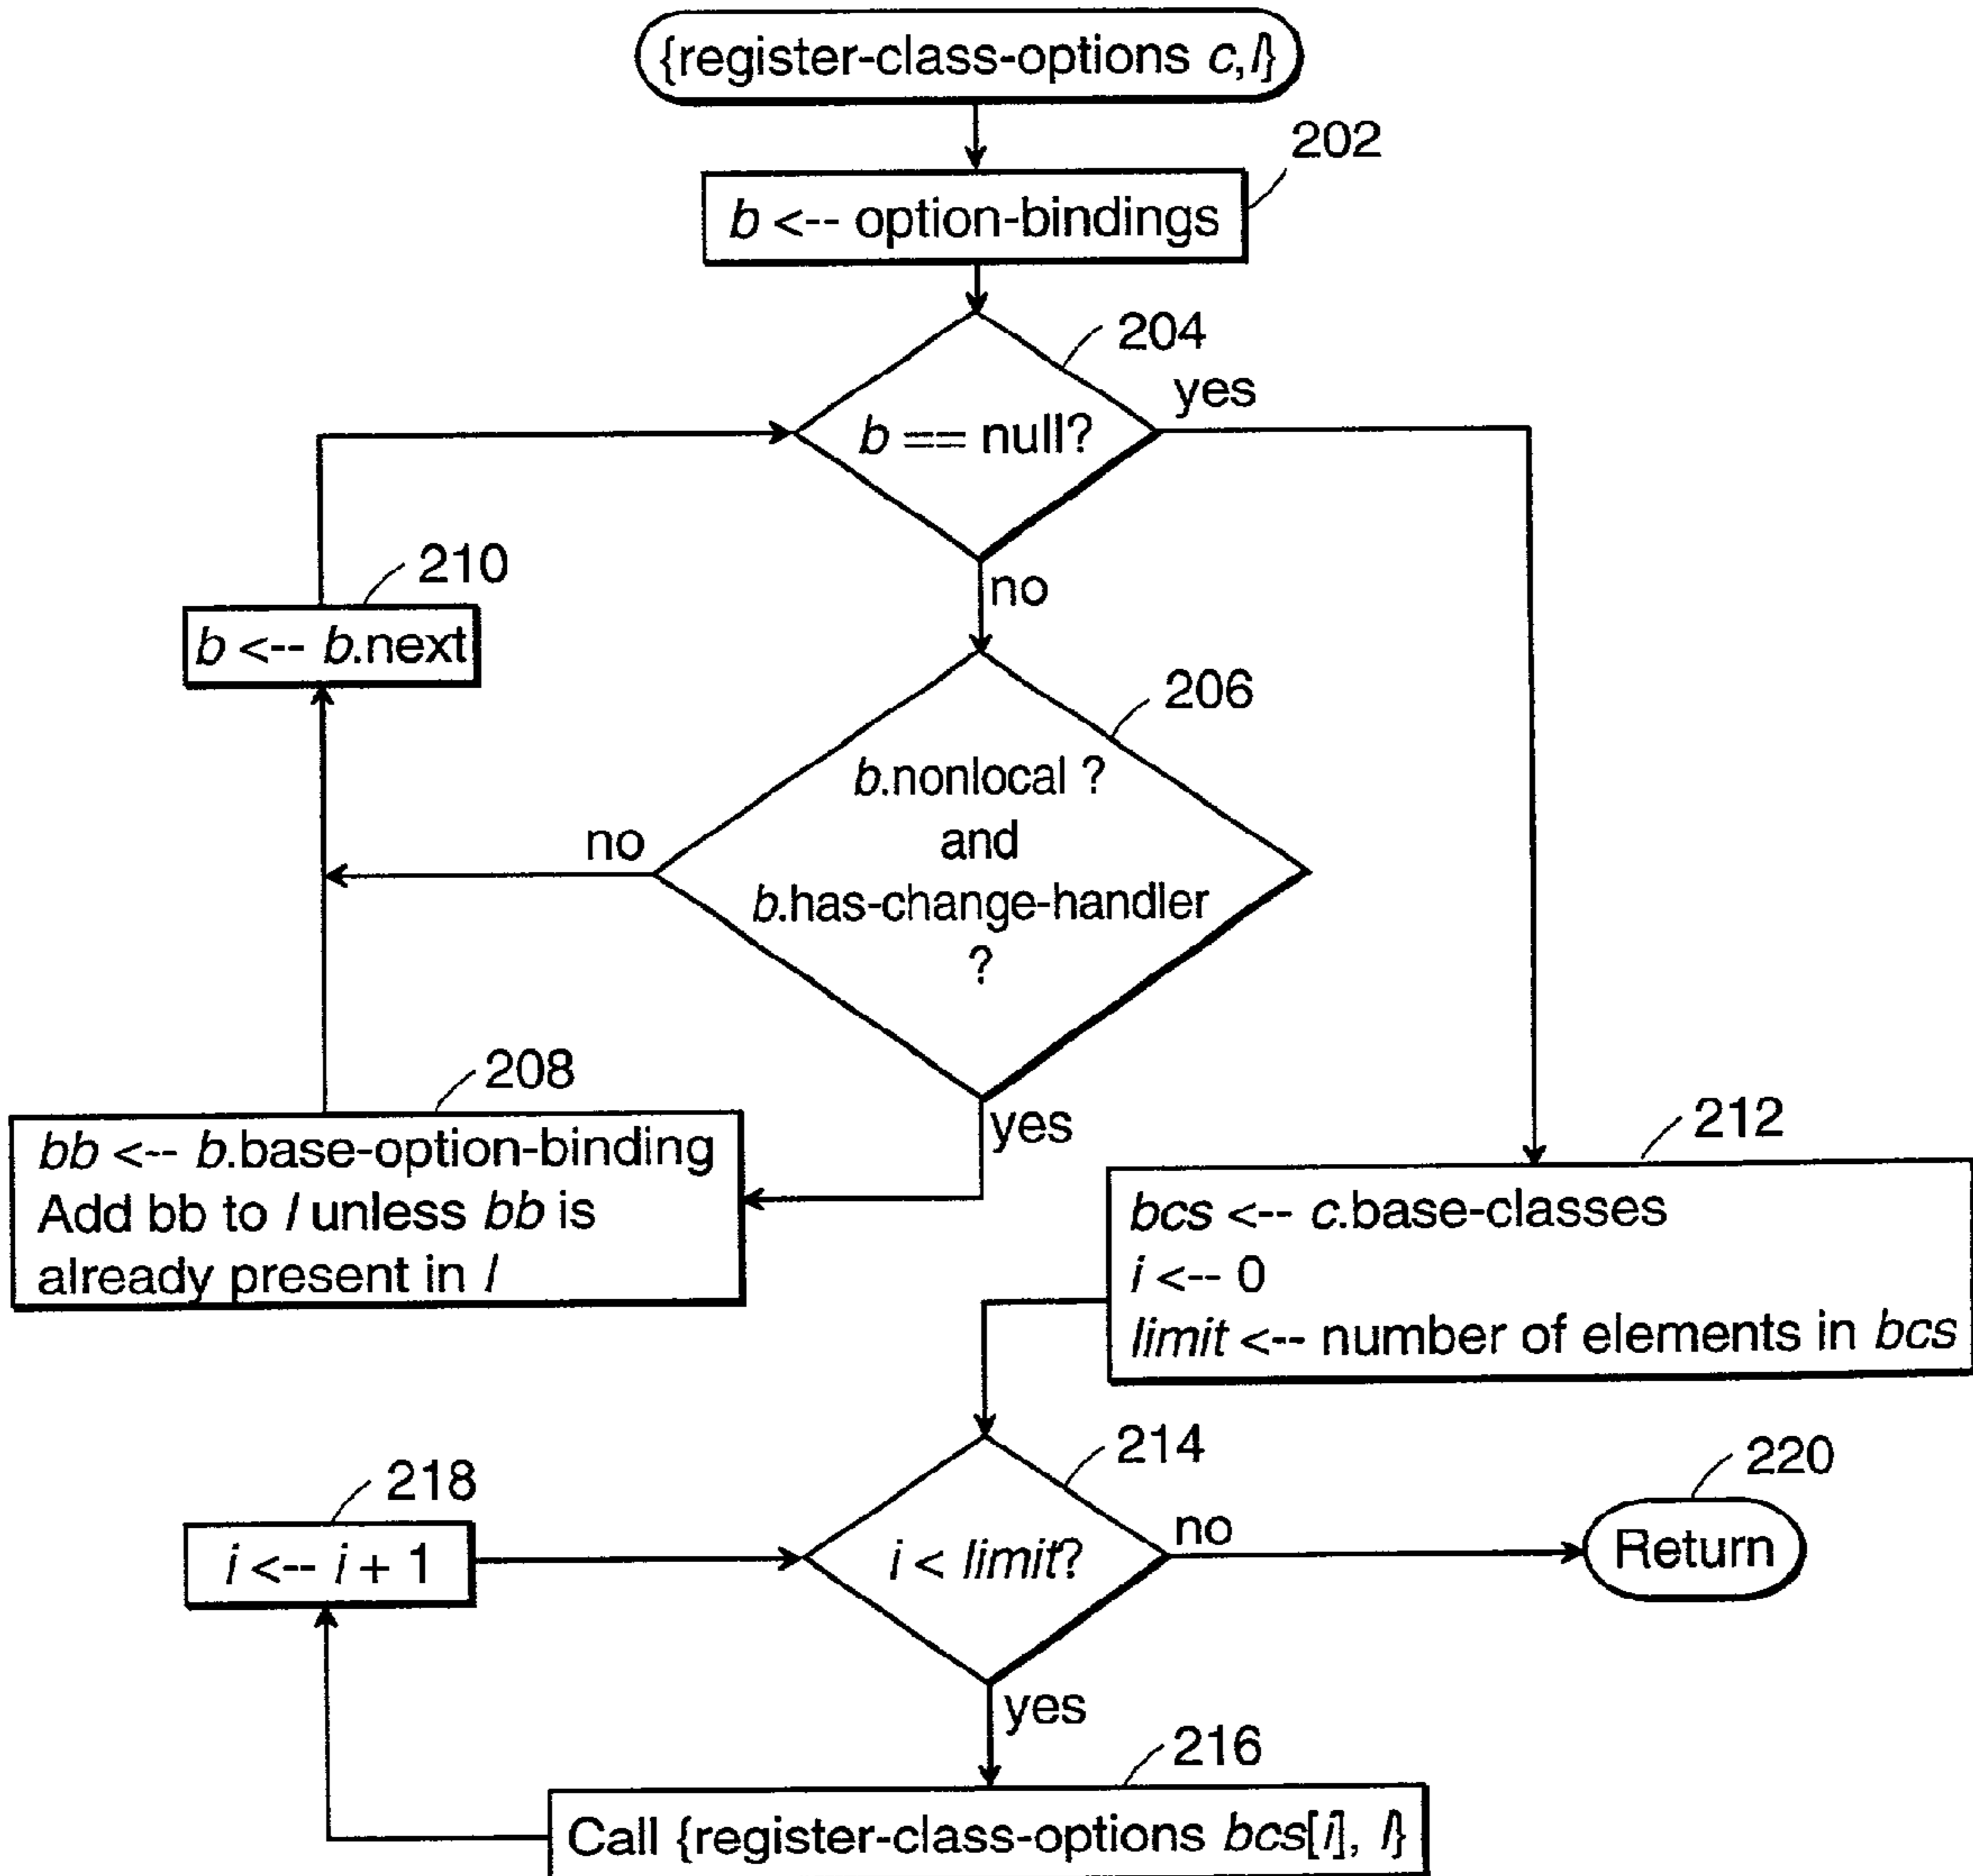 {register-class-options c,l}
202
b <-- option-bindings
204
yes
b == null?
210
no
b <-- b.next
206
b.nonlocal ?
and
b.has-change-handler
?
no
208
yes
bb <-- b.base-option-binding
Add bb to l unless bb is
already present in l
212
bcs <-- c.base-classes
i <-- 0
limit <-- number of elements in bcs
214
220
218
no
i <-- i + 1
i < limit?
Return
yes
216
Call {register-class-options bcs[i], l}